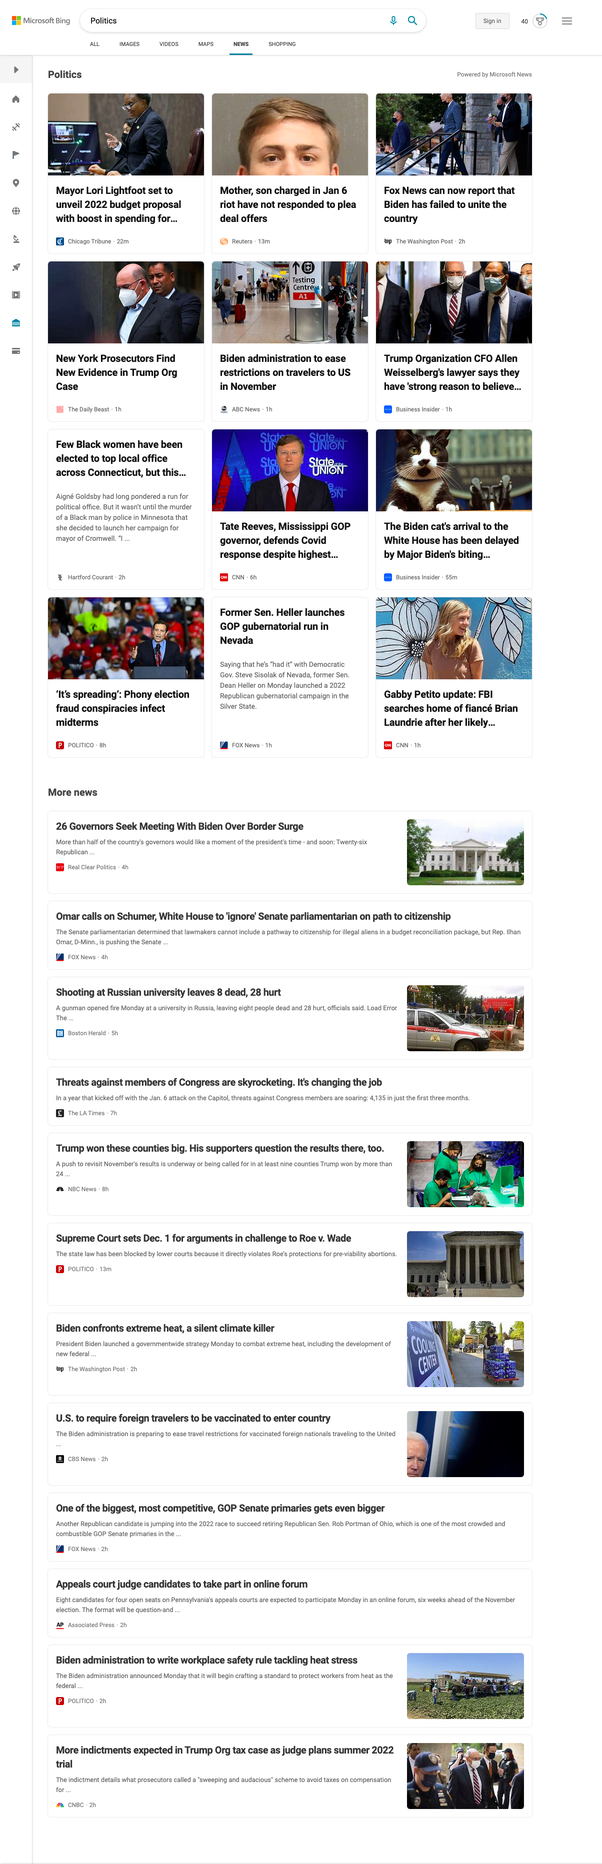 Microsoft Bing
Politics
Sign in
40
ALL
IMAGES
VIDEOS
MAPS
NEWS
SHOPPING
Politics
Powered by Microsoft News
Mayor Lori Lightfoot set to
unveil 2022 budget proposal
with boost in spending for...
Chicago Tribune · 22m
Mother, son charged in Jan 6
riot have not responded to plea
deal offers
Reuters · 13m
Fox News can now report that
Biden has failed to unite the
country
wp
The Washington Post · 2h
New York Prosecutors Find
New Evidence in Trump Org
Case
The Daily Beast · 1h
Testing
Centre
A1
Biden administration to ease
restrictions on travelers to US
in November
ABC News · 1h
Trump Organization CFO Allen
Weisselberg's lawyer says they
have 'strong reason to believe...
Business Insider · 1h
Few Black women have been
elected to top local office
across Connecticut, but this...
Aigné Goldsby had long pondered a run for
political office. But it wasn't until the murder
of a Black man by police in Minnesota that
she decided to launch her campaign for
mayor of Cromwell. "I ...
Hartford Courant · 2h
State
UNION
State
UNION
Tate Reeves, Mississippi GOP
governor, defends Covid
response despite highest...
CNN · 6h
The Biden cat's arrival to the
White House has been delayed
by Major Biden's biting...
Business Insider · 55m
'It's spreading': Phony election
fraud conspiracies infect
midterms
POLITICO · 8h
Former Sen. Heller launches
GOP gubernatorial run in
Nevada
Saying that he's "had it" with Democratic
Gov. Steve Sisolak of Nevada, former Sen.
Dean Heller on Monday launched a 2022
Republican gubernatorial campaign in the
Silver State.
FOX News · 1h
Gabby Petito update: FBI
searches home of fiancé Brian
Laundrie after her likely...
CNN · 1h
More news
26 Governors Seek Meeting With Biden Over Border Surge
More than half of the country's governors would like a moment of the president's time - and soon: Twenty-six
Republican ...
Real Clear Politics · 4h
Omar calls on Schumer, White House to 'ignore' Senate parliamentarian on path to citizenship
The Senate parliamentarian determined that lawmakers cannot include a pathway to citizenship for illegal aliens in a budget reconciliation package, but Rep. Ilhan
Omar, D-Minn., is pushing the Senate ...
FOX News · 4h
Shooting at Russian university leaves 8 dead, 28 hurt
A gunman opened fire Monday at a university in Russia, leaving eight people dead and 28 hurt, officials said. Load Error
The ...
Boston Herald · 5h
Threats against members of Congress are skyrocketing. It's changing the job
In a year that kicked off with the Jan. 6 attack on the Capitol, threats against Congress members are soaring: 4,135 in just the first three months.
The LA Times · 7h
Trump won these counties big. His supporters question the results there, too.
A push to revisit November's results is underway or being called for in at least nine counties Trump won by more than
24 ...
NBC News · 8h
Supreme Court sets Dec. 1 for arguments in challenge to Roe v. Wade
The state law has been blocked by lower courts because it directly violates Roe's protections for pre-viability abortions.
POLITICO · 13m
Biden confronts extreme heat, a silent climate killer
President Biden launched a governmentwide strategy Monday to combat extreme heat, including the development of
new federal ...
wp
The Washington Post · 2h
COOLING
CENTER
U.S. to require foreign travelers to be vaccinated to enter country
The Biden administration is preparing to ease travel restrictions for vaccinated foreign nationals traveling to the United
...
CBS News · 2h
One of the biggest, most competitive, GOP Senate primaries gets even bigger
Another Republican candidate is jumping into the 2022 race to succeed retiring Republican Sen. Rob Portman of Ohio, which is one of the most crowded and
combustible GOP Senate primaries in the ...
FOX News · 2h
Appeals court judge candidates to take part in online forum
Eight candidates for four open seats on Pennsylvania's appeals courts are expected to participate Monday in an online forum, six weeks ahead of the November
election. The format will be question-and ...
AP
Associated Press · 2h
Biden administration to write workplace safety rule tackling heat stress
The Biden administration announced Monday that it will begin crafting a standard to protect workers from heat as the
federal ...
POLITICO · 2h
More indictments expected in Trump Org tax case as judge plans summer 2022
trial
The indictment details what prosecutors called a "sweeping and audacious" scheme to avoid taxes on compensation
for ...
CNBC · 2h